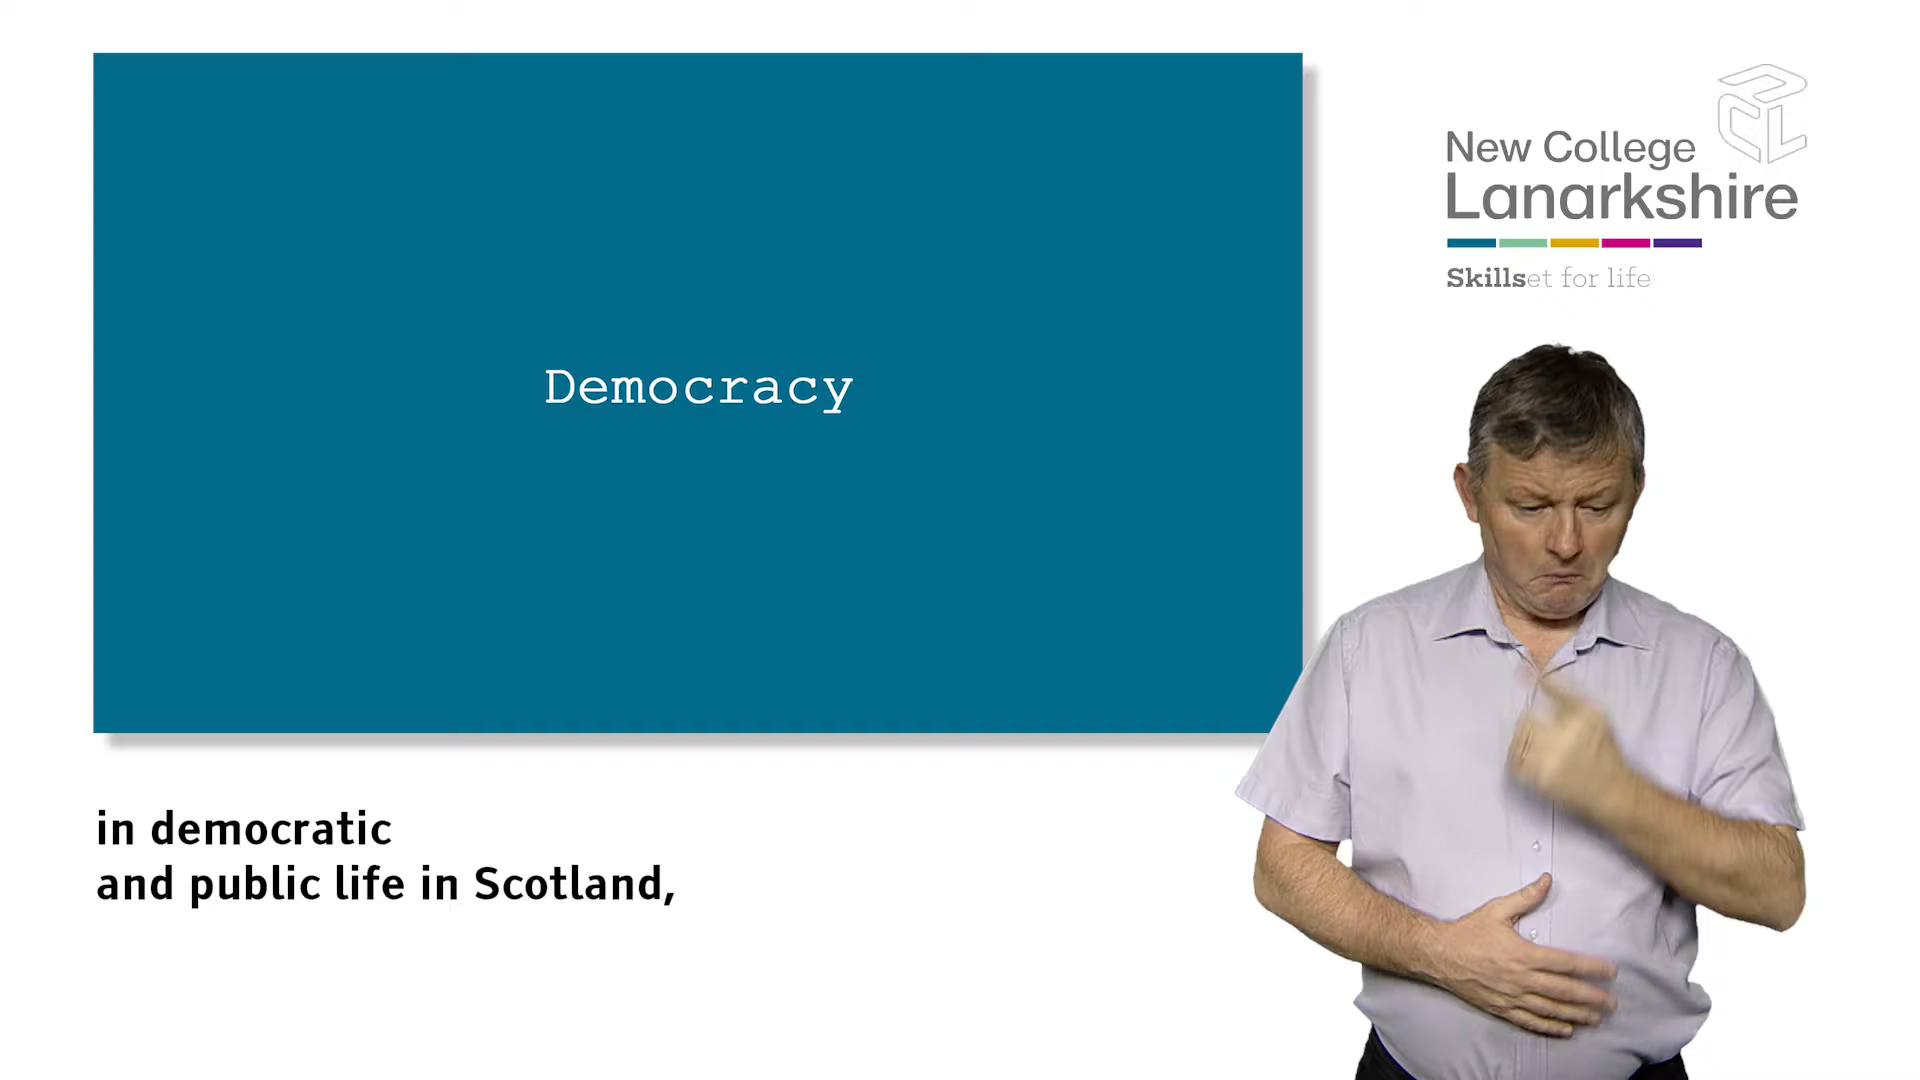 Democracy
New College
Lanarkshire
Skillset for life
in democratic
and public life in Scotland,